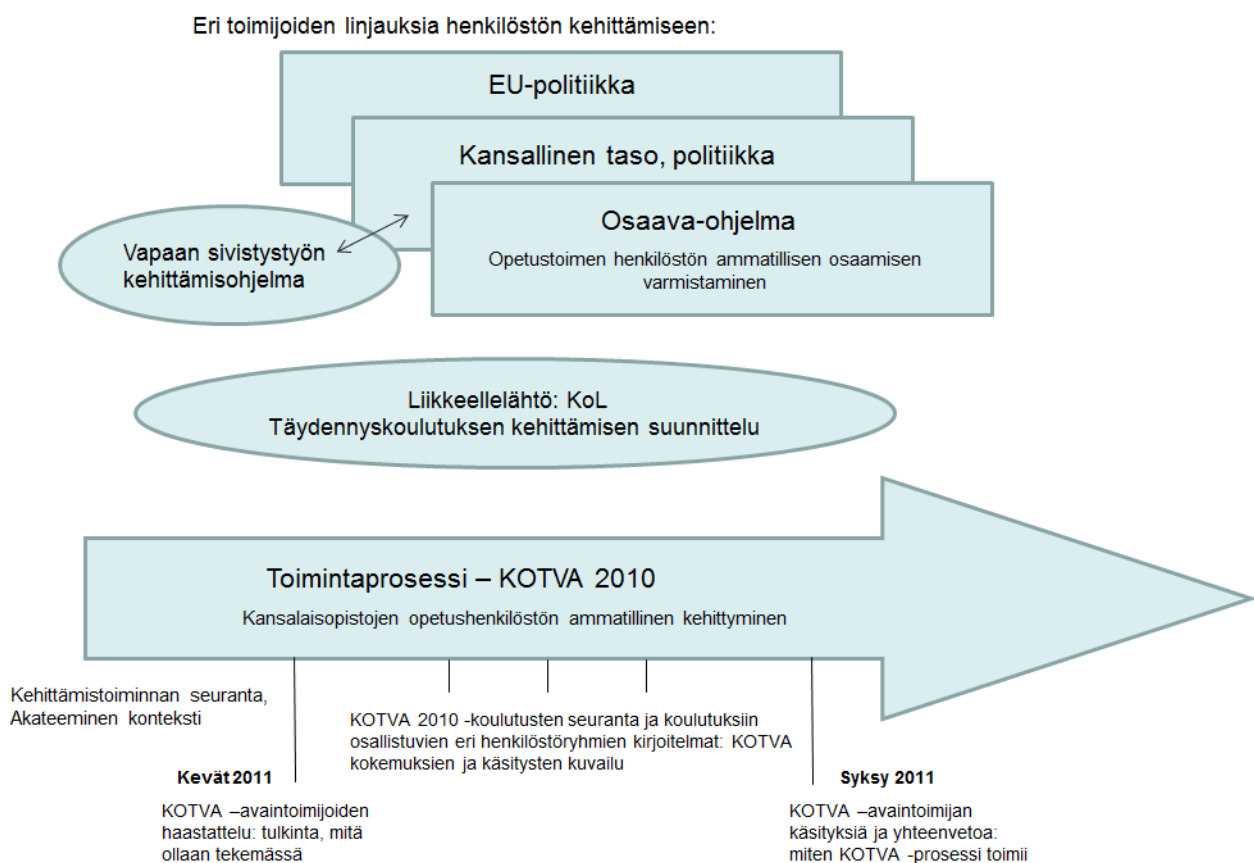 Eri toimijoiden linjauksia henkilöstön kehittämiseen:
EU-politiikka
Kansallinen taso, politiikka
Osaava-ohjelma
Opetustoimen henkilöstön ammatillisen osaamisen
varmistaminen
Vapaan sivistystyön
kehittämisohjelma
Liikkeellelähtö: KoL
Täydennyskoulutuksen kehittämisen suunnittelu
Toimintaprosessi – KOTVA 2010
Kansalaisopistojen opetushenkilöstön ammatillinen kehittyminen
Kehittämistoiminnan seuranta,
Akateeminen konteksti
KOTVA 2010 -koulutusten seuranta ja koulutuksiin
osallistuvien eri henkilöstöryhmien kirjoitelmat: KOTVA
kokemuksien ja käsitysten kuvailu
Kevät 2011
KOTVA –avaintoimijoiden
haastattelu: tulkinta, mitä
ollaan tekemässä
Syksy 2011
KOTVA –avaintoimijan
käsityksiä ja yhteenvetoa:
miten KOTVA -prosessi toimii